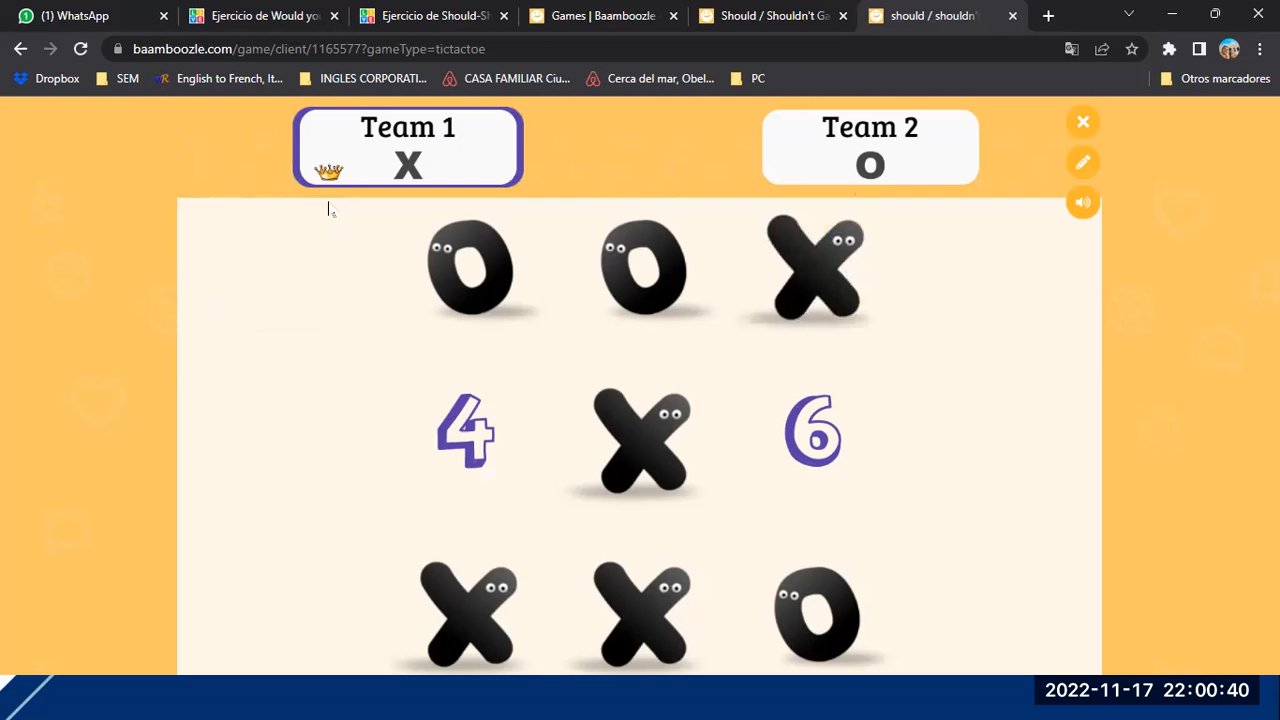 (1) WhatsApp
Ejercicio de Would yo
Ejercicio de Should-Sh
Games | Baamboozle
Should / Shouldn't Ga
should / shouldn'
baamboozle.com/game/client/1165577?gameType=tictactoe
Dropbox
SEM
English to French, It...
INGLES CORPORATI...
CASA FAMILIAR Ciu...
Cerca del mar, Obel...
PC
Otros marcadores
Team 1
X
Team 2
O
O O X
4 X 6
X X O
2022-11-17 22:00:40